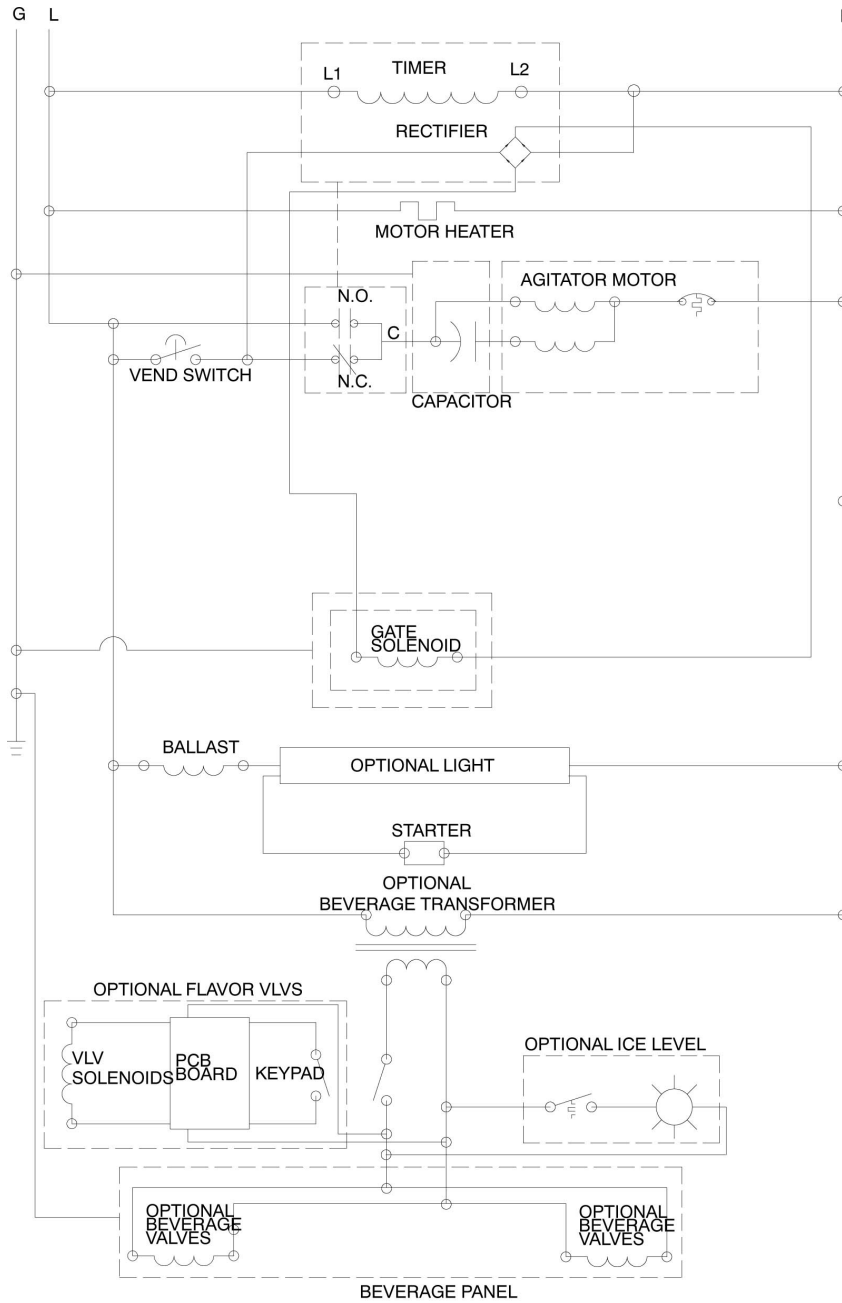 G L
L1 TIMER L2
RECTIFIER
MOTOR HEATER
AGITATOR MOTOR
N.O.
C
VEND SWITCH
N.C.
CAPACITOR
GATE
SOLENOID
BALLAST
OPTIONAL LIGHT
STARTER
OPTIONAL
BEVERAGE TRANSFORMER
OPTIONAL FLAVOR VLVS
VLV
SOLENOIDS
PCB
BOARD
KEYPAD
OPTIONAL ICE LEVEL
OPTIONAL
BEVERAGE
VALVES
OPTIONAL
BEVERAGE
VALVES
BEVERAGE PANEL